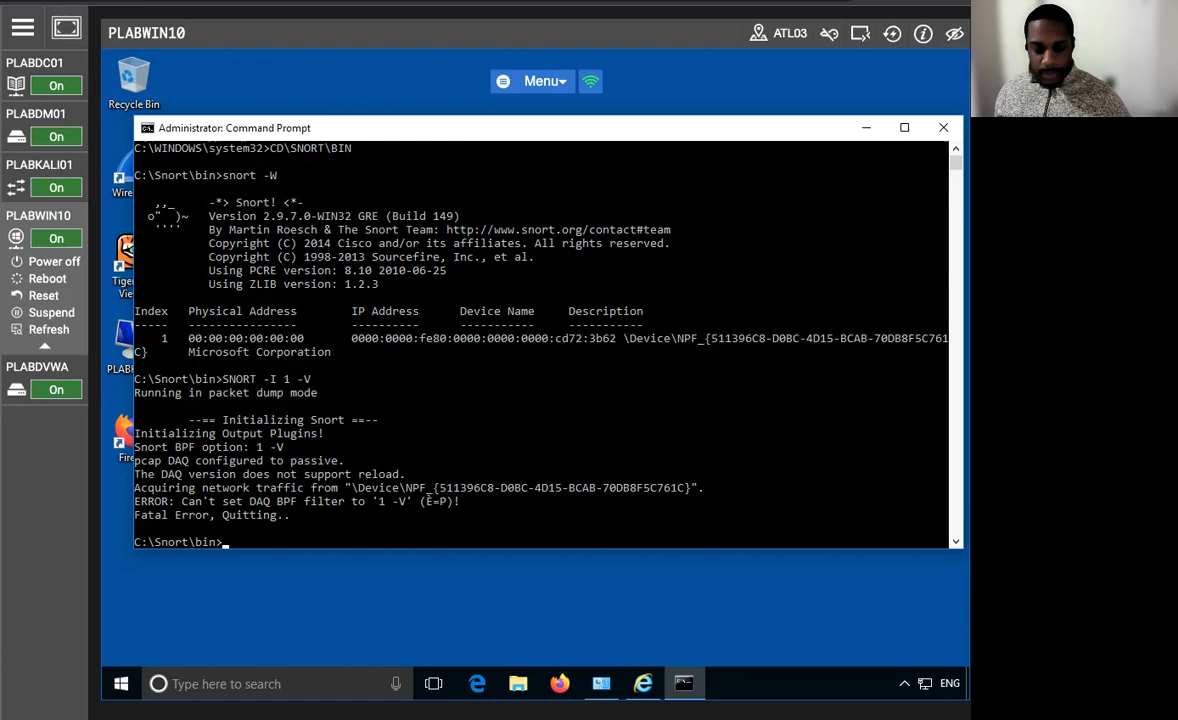 PLABWIN10
ATL03
PLABDC01
On
PLABDM01
On
PLABKALI01
On
PLABWIN10
On
Power off
Reboot
Reset
Suspend
Refresh
PLABDVWA
On
Recycle Bin
Menu
Wire
Tige
Vie
PLABK
Fire
Administrator: Command Prompt
C:\WINDOWS\system32>CD\SNORT\BIN
C:\Snort\bin>snort -W
,,_ -*> Snort! <*-
o" )~ Version 2.9.7.0-WIN32 GRE (Build 149)
'''' By Martin Roesch & The Snort Team: http://www.snort.org/contact#team
Copyright (C) 2014 Cisco and/or its affiliates. All rights reserved.
Copyright (C) 1998-2013 Sourcefire, Inc., et al.
Using PCRE version: 8.10 2010-06-25
Using ZLIB version: 1.2.3
Index Physical Address IP Address Device Name Description
----- ---------------- ---------- ----------- -----------
1 00:00:00:00:00:00 0000:0000:fe80:0000:0000:0000:cd72:3b62 \Device\NPF_{511396C8-D0BC-4D15-BCAB-70DB8F5C761
C} Microsoft Corporation
C:\Snort\bin>SNORT -I 1 -V
Running in packet dump mode
--== Initializing Snort ==--
Initializing Output Plugins!
Snort BPF option: 1 -V
pcap DAQ configured to passive.
The DAQ version does not support reload.
Acquiring network traffic from "\Device\NPF_{511396C8-D0BC-4D15-BCAB-70DB8F5C761C}".
ERROR: Can't set DAQ BPF filter to '1 -V' (E=P)!
Fatal Error, Quitting..
C:\Snort\bin>_
Type here to search
ENG